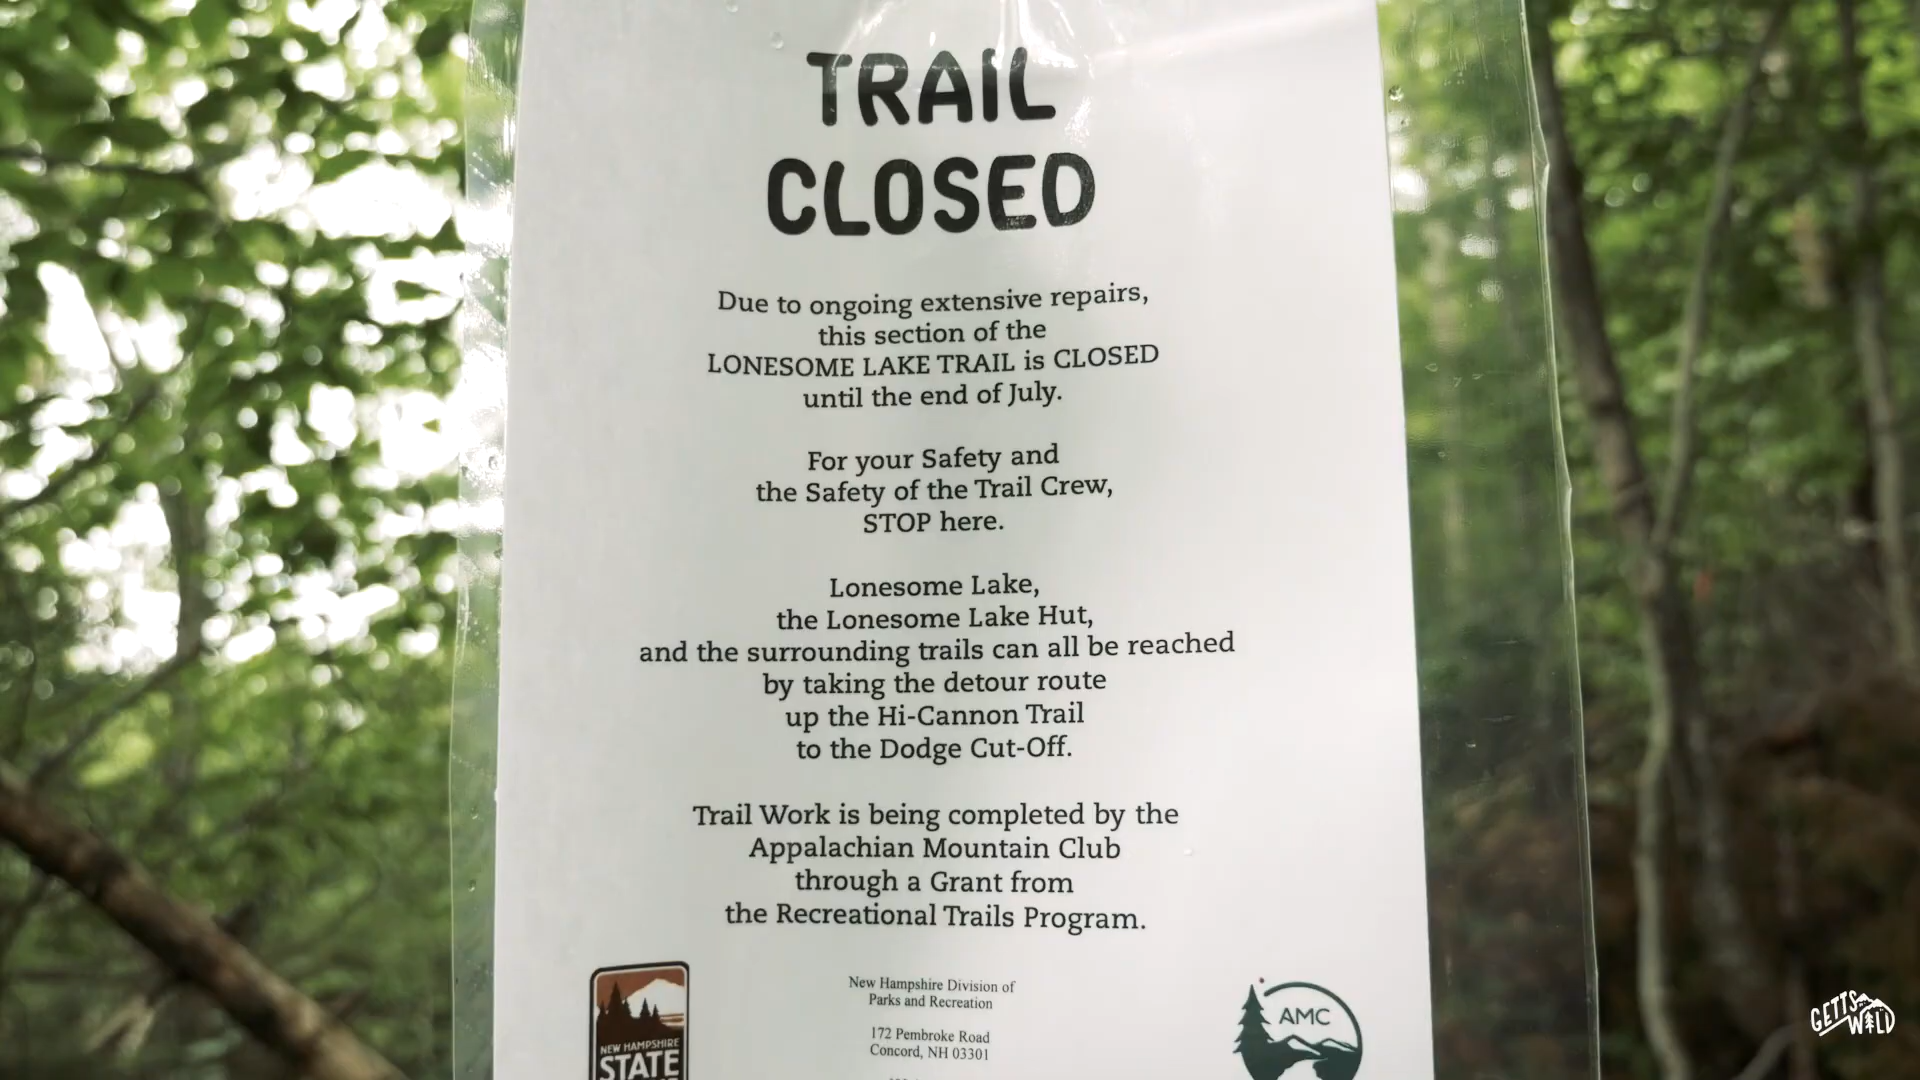 TRAIL
CLOSED
Due to ongoing extensive repairs,
this section of the
LONESOME LAKE TRAIL is CLOSED
until the end of July.
For your Safety and
the Safety of the Trail Crew,
STOP here.
Lonesome Lake,
the Lonesome Lake Hut,
and the surrounding trails can all be reached
by taking the detour route
up the Hi-Cannon Trail
to the Dodge Cut-Off.
Trail Work is being completed by the
Appalachian Mountain Club
through a Grant from
the Recreational Trails Program.
NEW HAMPSHIRE
STATE
New Hampshire Division of
Parks and Recreation
172 Pembroke Road
Concord, NH 03301
AMC
GETTS
WILD